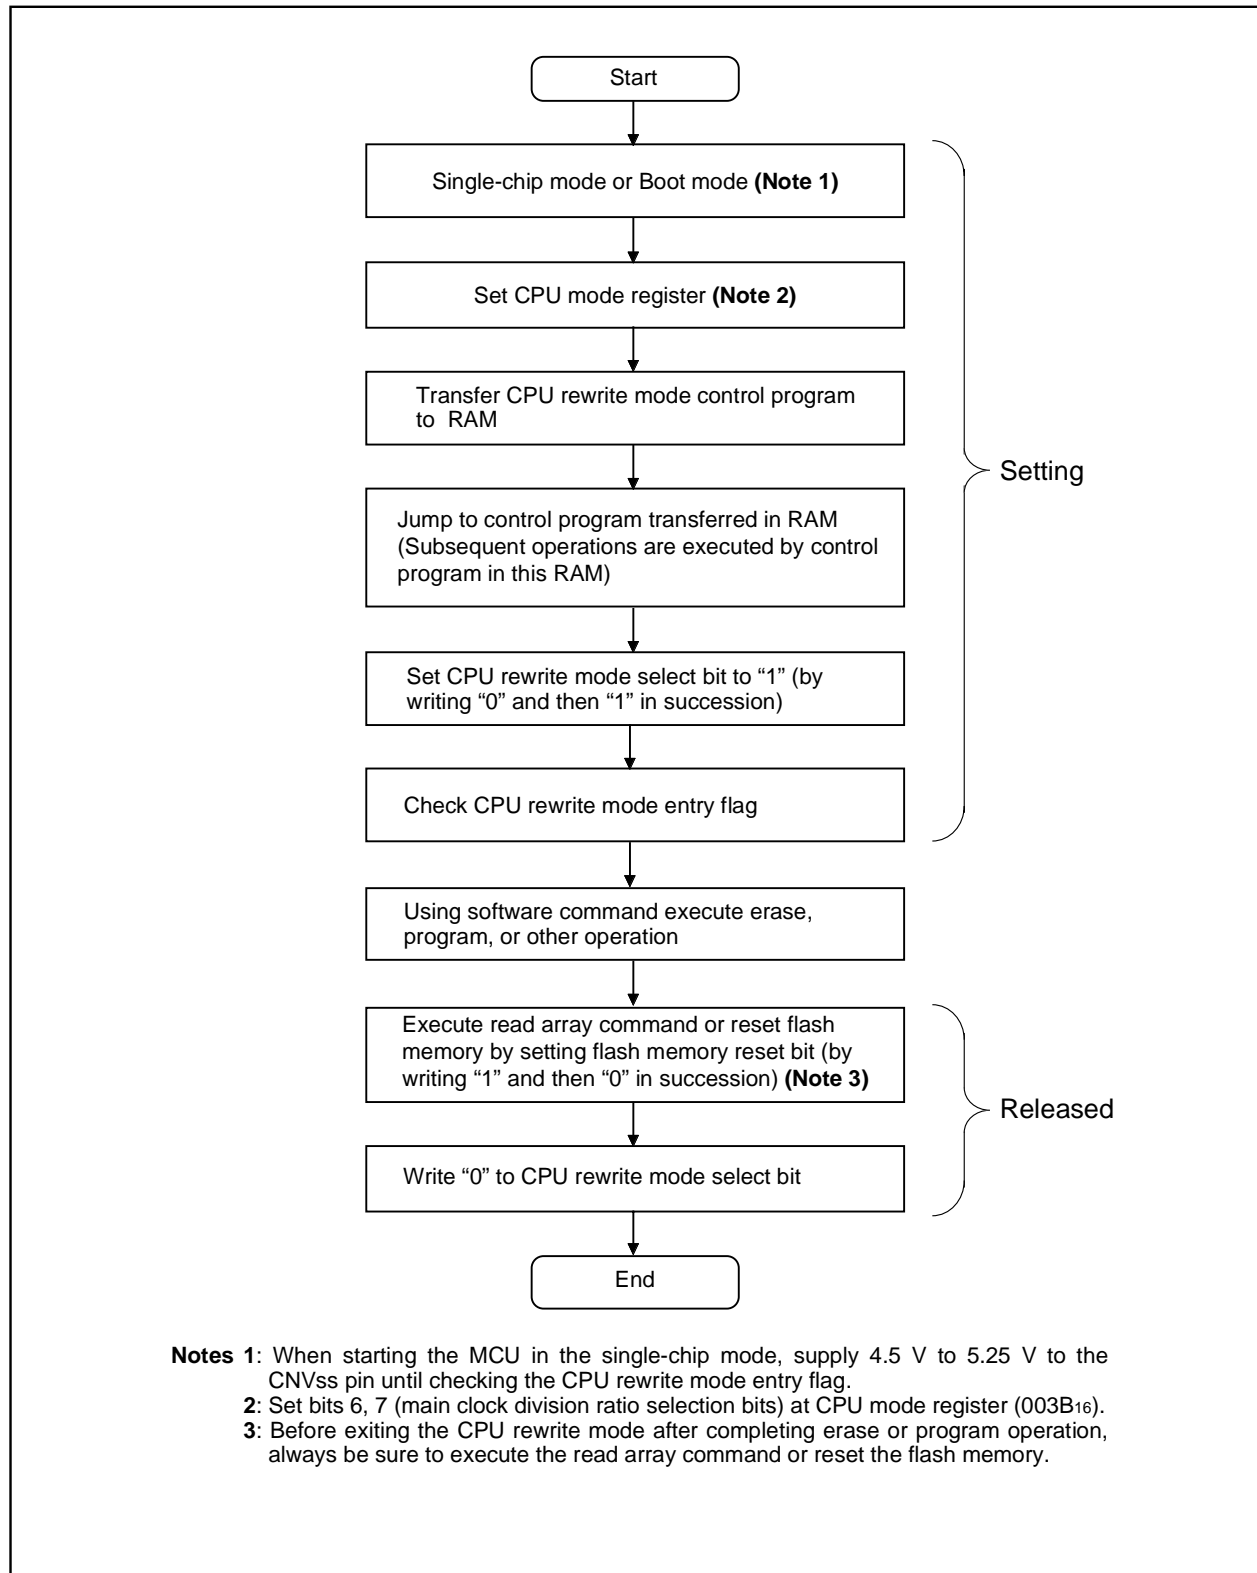 Start
Single-chip mode or Boot mode (Note 1)
Set CPU mode register (Note 2)
Transfer CPU rewrite mode control program
to RAM
Jump to control program transferred in RAM
(Subsequent operations are executed by control
program in this RAM)
Set CPU rewrite mode select bit to “1” (by
writing “0” and then “1” in succession)
Check CPU rewrite mode entry flag
Setting
Using software command execute erase,
program, or other operation
Execute read array command or reset flash
memory by setting flash memory reset bit (by
writing “1” and then “0” in succession) (Note 3)
Write “0” to CPU rewrite mode select bit
Released
End
Notes 1: When starting the MCU in the single-chip mode, supply 4.5 V to 5.25 V to the
CNVss pin until checking the CPU rewrite mode entry flag.
2: Set bits 6, 7 (main clock division ratio selection bits) at CPU mode register (003B16).
3: Before exiting the CPU rewrite mode after completing erase or program operation,
always be sure to execute the read array command or reset the flash memory.